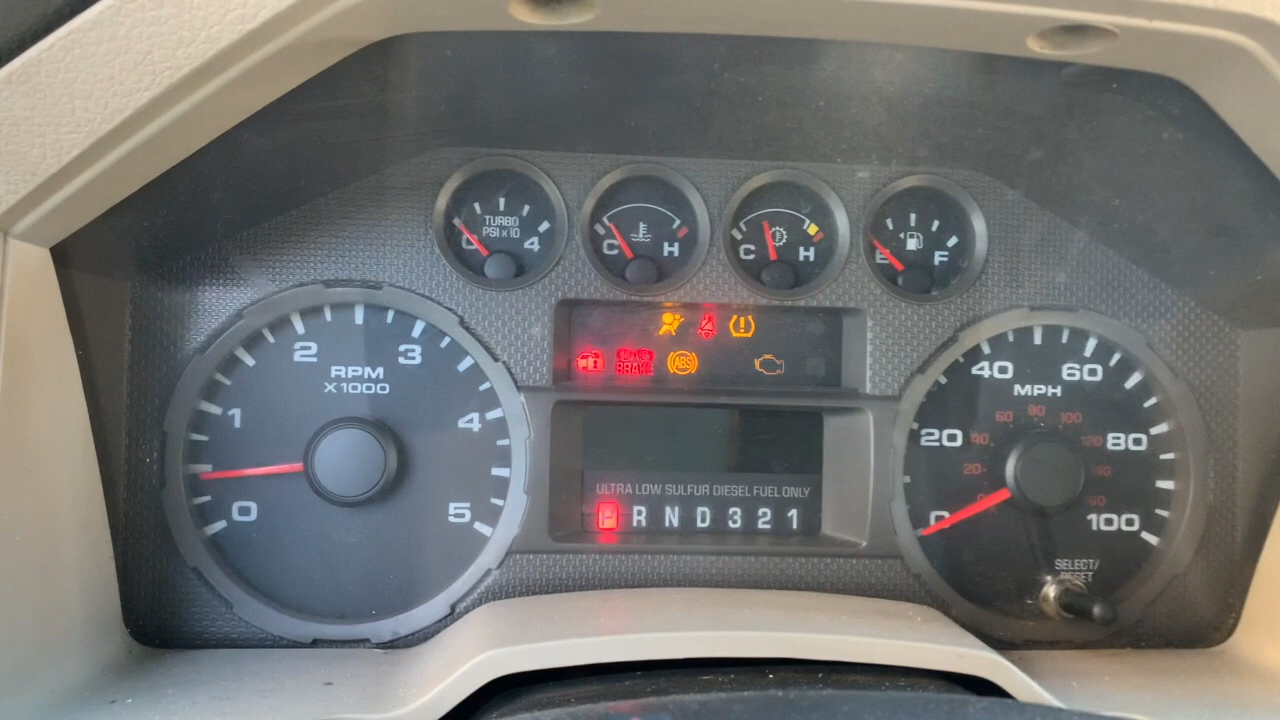 TURBO
PSI x 10
0 4
C H
C H
E F
BRAKE
ABS
2 3
RPM
X1000
1 4
0 5
40 60
MPH
60 80 100
20 40 120 80
20
0 100
ULTRA LOW SULFUR DIESEL FUEL ONLY
P R N D 3 2 1
SELECT/
RESET